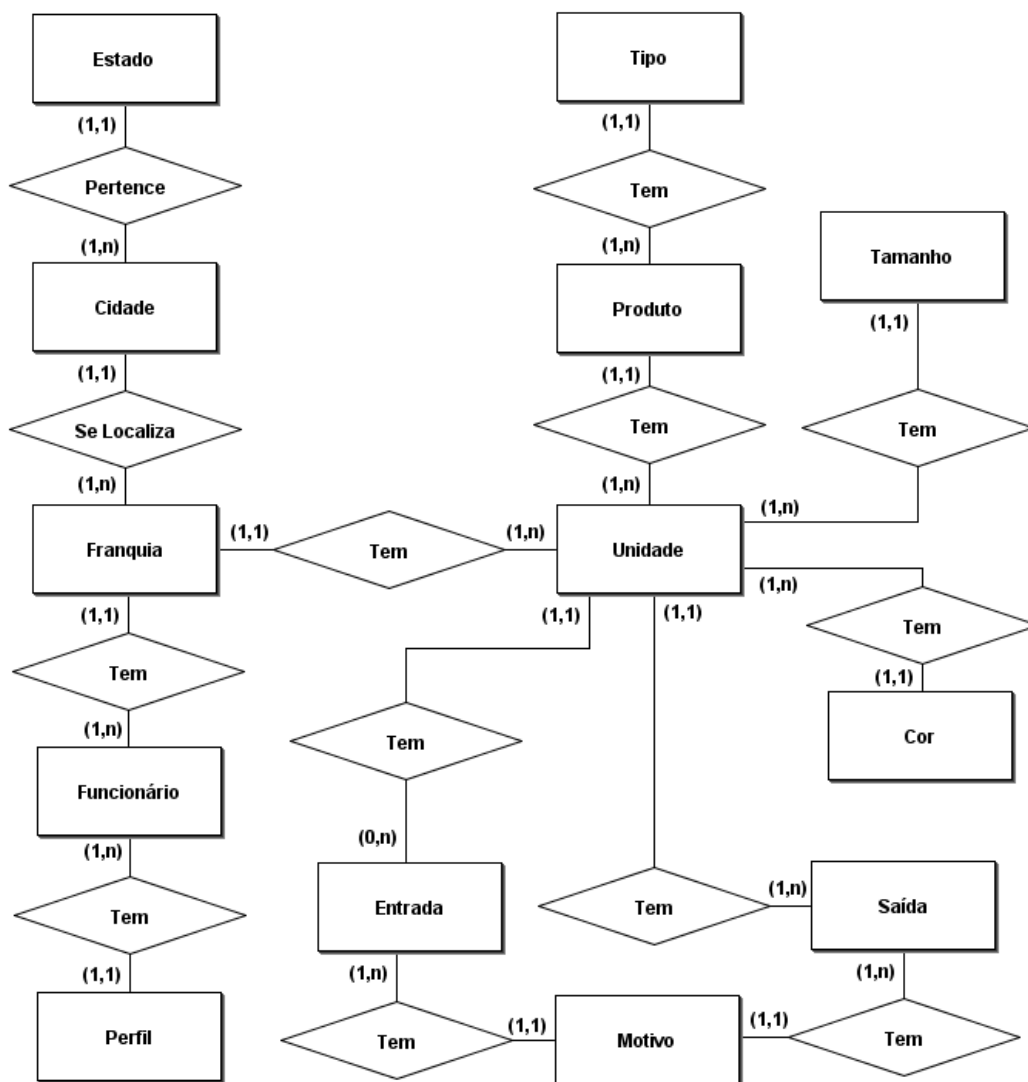 Estado
Tipo
(1,1)
(1,1)
Pertence
Tem
(1,n)
(1,n)
Tamanho
Cidade
Produto
(1,1)
(1,1)
(1,1)
Se Localiza
Tem
Tem
(1,n)
(1,n)
(1,n)
Franquia
(1,1)
Tem
(1,n)
Unidade
(1,n)
(1,1)
(1,1)
(1,1)
Tem
Tem
(1,1)
(1,n)
Tem
Cor
Funcionário
(1,n)
(0,n)
Entrada
Tem
(1,n)
Saída
Tem
(1,1)
(1,n)
(1,n)
Perfil
Tem
(1,1)
Motivo
(1,1)
Tem